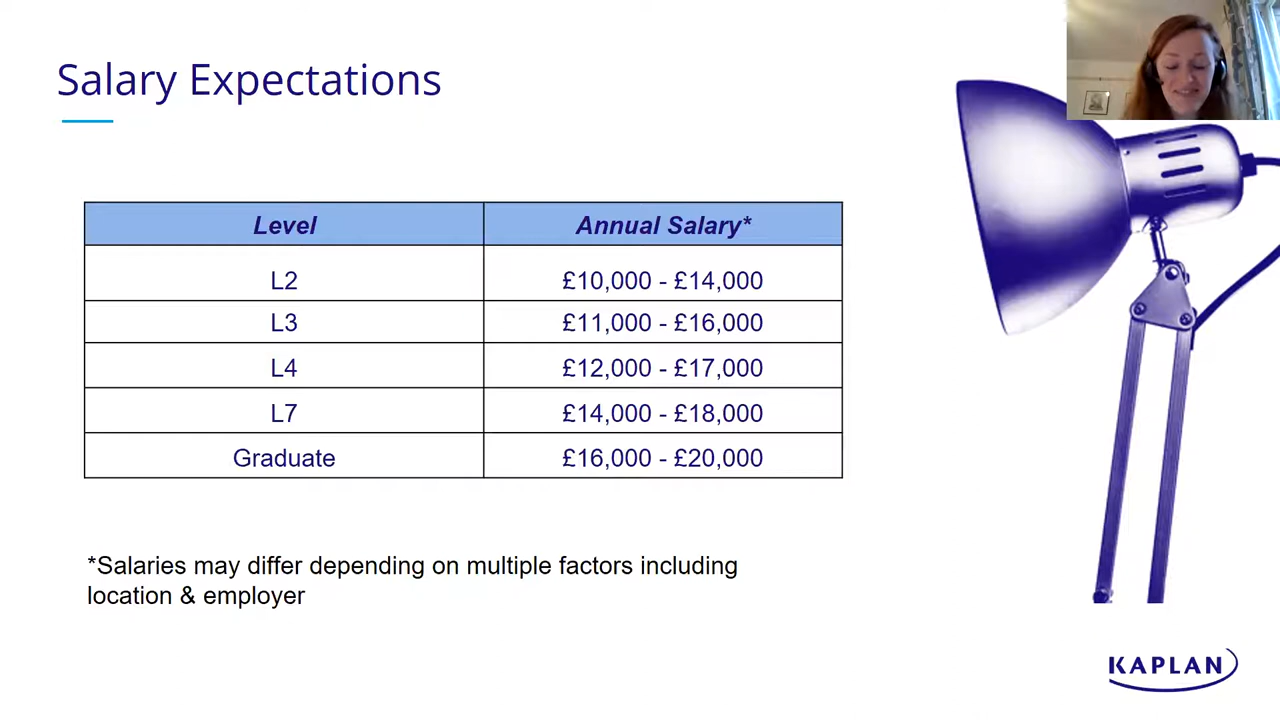 Salary Expectations
Level Annual Salary*
L2 £10,000 - £14,000
L3 £11,000 - £16,000
L4 £12,000 - £17,000
L7 £14,000 - £18,000
Graduate £16,000 - £20,000
*Salaries may differ depending on multiple factors including
location & employer
KAPLAN